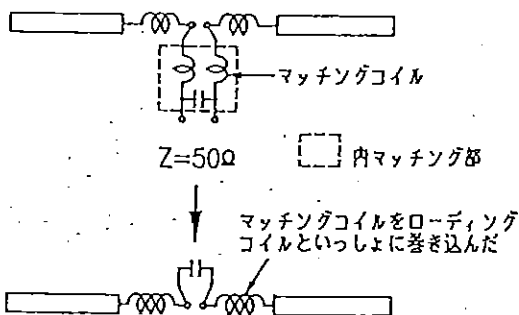 マッチングコイル
Z=50Ω
内マッチング部
マッチングコイルをローディング
コイルといっしょに巻き込んだ